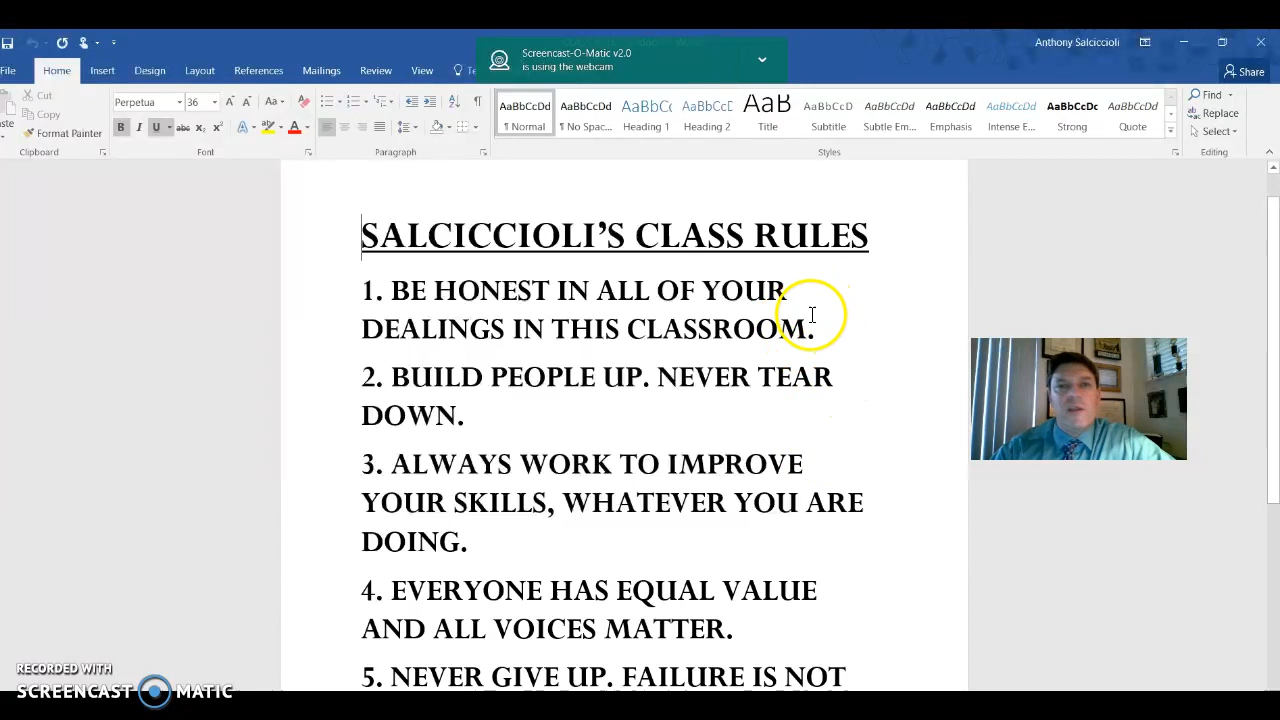 Anthony Salciccioli
Screencast-O-Matic v2.0
is using the webcam
File Home Insert Design Layout References Mailings Review View Share
Cut
Copy
Format Painter
Clipboard
Perpetua 36
Font
Paragraph
AaBbCcDd AaBbCcDd AaBbCc AaBbCcE AaB AaBbCcD AaBbCcDd AaBbCcDd AaBbCcDd AaBbCcDc AaBbCcDd
¶ Normal ¶ No Spac... Heading 1 Heading 2 Title Subtitle Subtle Em... Emphasis Intense E... Strong Quote
Styles
Find
Replace
Select
Editing
SALCICCIOLI’S CLASS RULES
1. BE HONEST IN ALL OF YOUR
DEALINGS IN THIS CLASSROOM.
2. BUILD PEOPLE UP. NEVER TEAR
DOWN.
3. ALWAYS WORK TO IMPROVE
YOUR SKILLS, WHATEVER YOU ARE
DOING.
4. EVERYONE HAS EQUAL VALUE
AND ALL VOICES MATTER.
5. NEVER GIVE UP. FAILURE IS NOT
RECORDED WITH
SCREENCAST MATIC